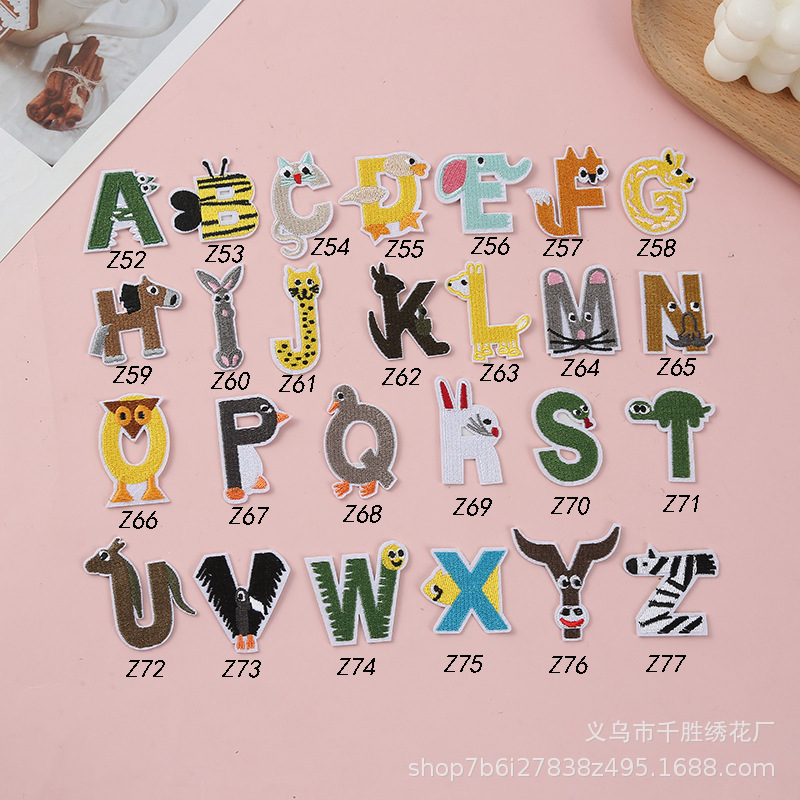 A B C D E F G
Z52 Z53 Z54 Z55 Z56 Z57 Z58
H I J K L M N
Z59 Z60 Z61 Z62 Z63 Z64 Z65
O P Q R S T
Z66 Z67 Z68 Z69 Z70 Z71
U V W X Y Z
Z72 Z73 Z74 Z75 Z76 Z77
义乌市千胜绣花厂
shop7b6i27838z495.1688.com